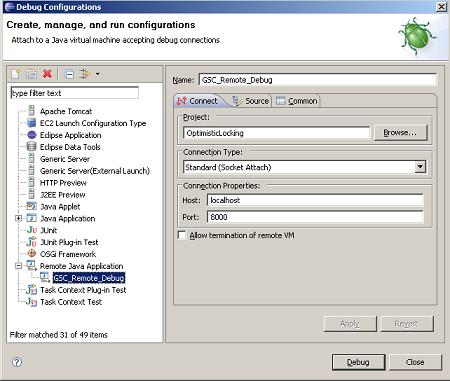 Debug Configurations
Create, manage, and run configurations
Attach to a Java virtual machine accepting debug connections
type filter text
Apache Tomcat
EC2 Launch Configuration Type
Eclipse Application
Eclipse Data Tools
Generic Server
Generic Server(External Launch)
HTTP Preview
J2EE Preview
Java Applet
Java Application
JUnit
JUnit Plug-in Test
OSGi Framework
Remote Java Application
GSC_Remote_Debug
Task Context Plug-in Test
Task Context Test
Filter matched 31 of 49 items
Name: GSC_Remote_Debug
Connect Source Common
Project:
OptimisticLocking Browse...
Connection Type:
Standard (Socket Attach)
Connection Properties:
Host: localhost
Port: 8000
Allow termination of remote VM
Apply Revert
? Debug Close